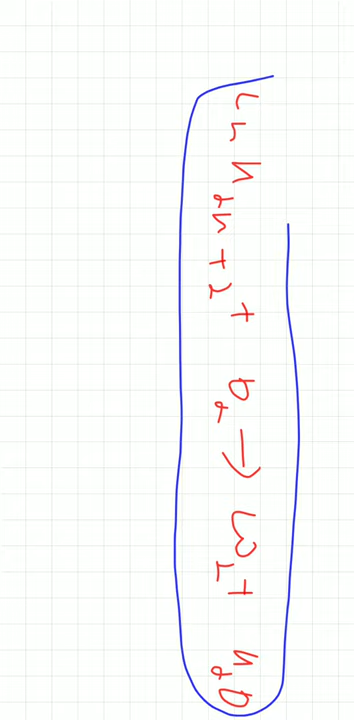 CₙH₂ₙ₊₂ + O₂ → CO₂ + H₂O